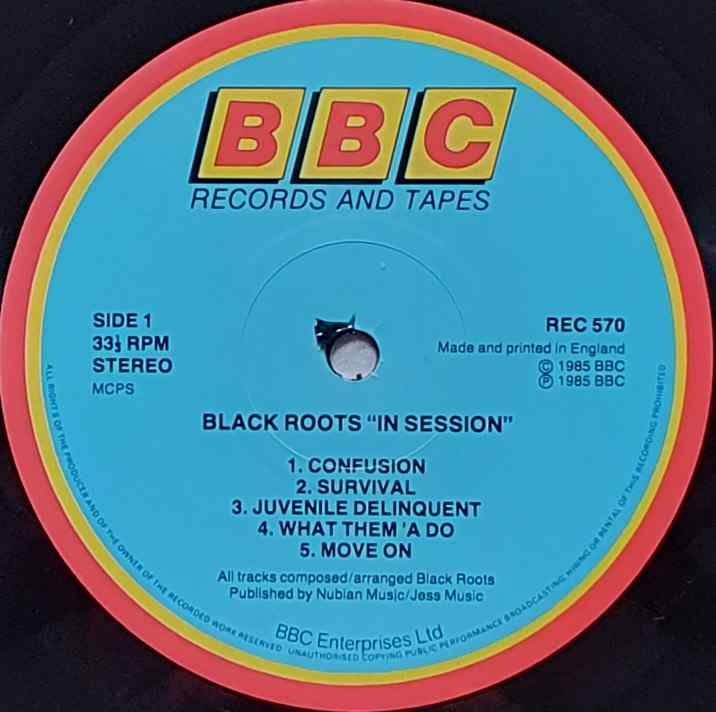 BBC
RECORDS AND TAPES
SIDE 1
33⅓ RPM
STEREO
MCPS
REC 570
Made and printed in England
© 1985 BBC
℗ 1985 BBC
BLACK ROOTS “IN SESSION”
1. CONFUSION
2. SURVIVAL
3. JUVENILE DELINQUENT
4. WHAT THEM 'A DO
5. MOVE ON
All tracks composed/arranged Black Roots
Published by Nubian Music/Jess Music
BBC Enterprises Ltd
ALL RIGHTS OF THE PRODUCER AND OF THE OWNER OF THE RECORDED WORK RESERVED UNAUTHORISED COPYING PUBLIC PERFORMANCE BROADCASTING HIRING OR RENTAL OF THIS RECORDING PROHIBITED